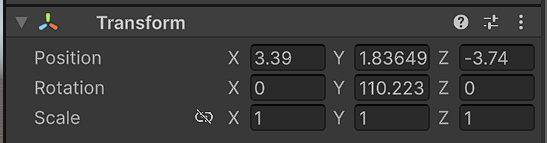 Transform
Position X 3.39 Y 1.83649 Z -3.74
Rotation X 0 Y 110.223 Z 0
Scale X 1 Y 1 Z 1